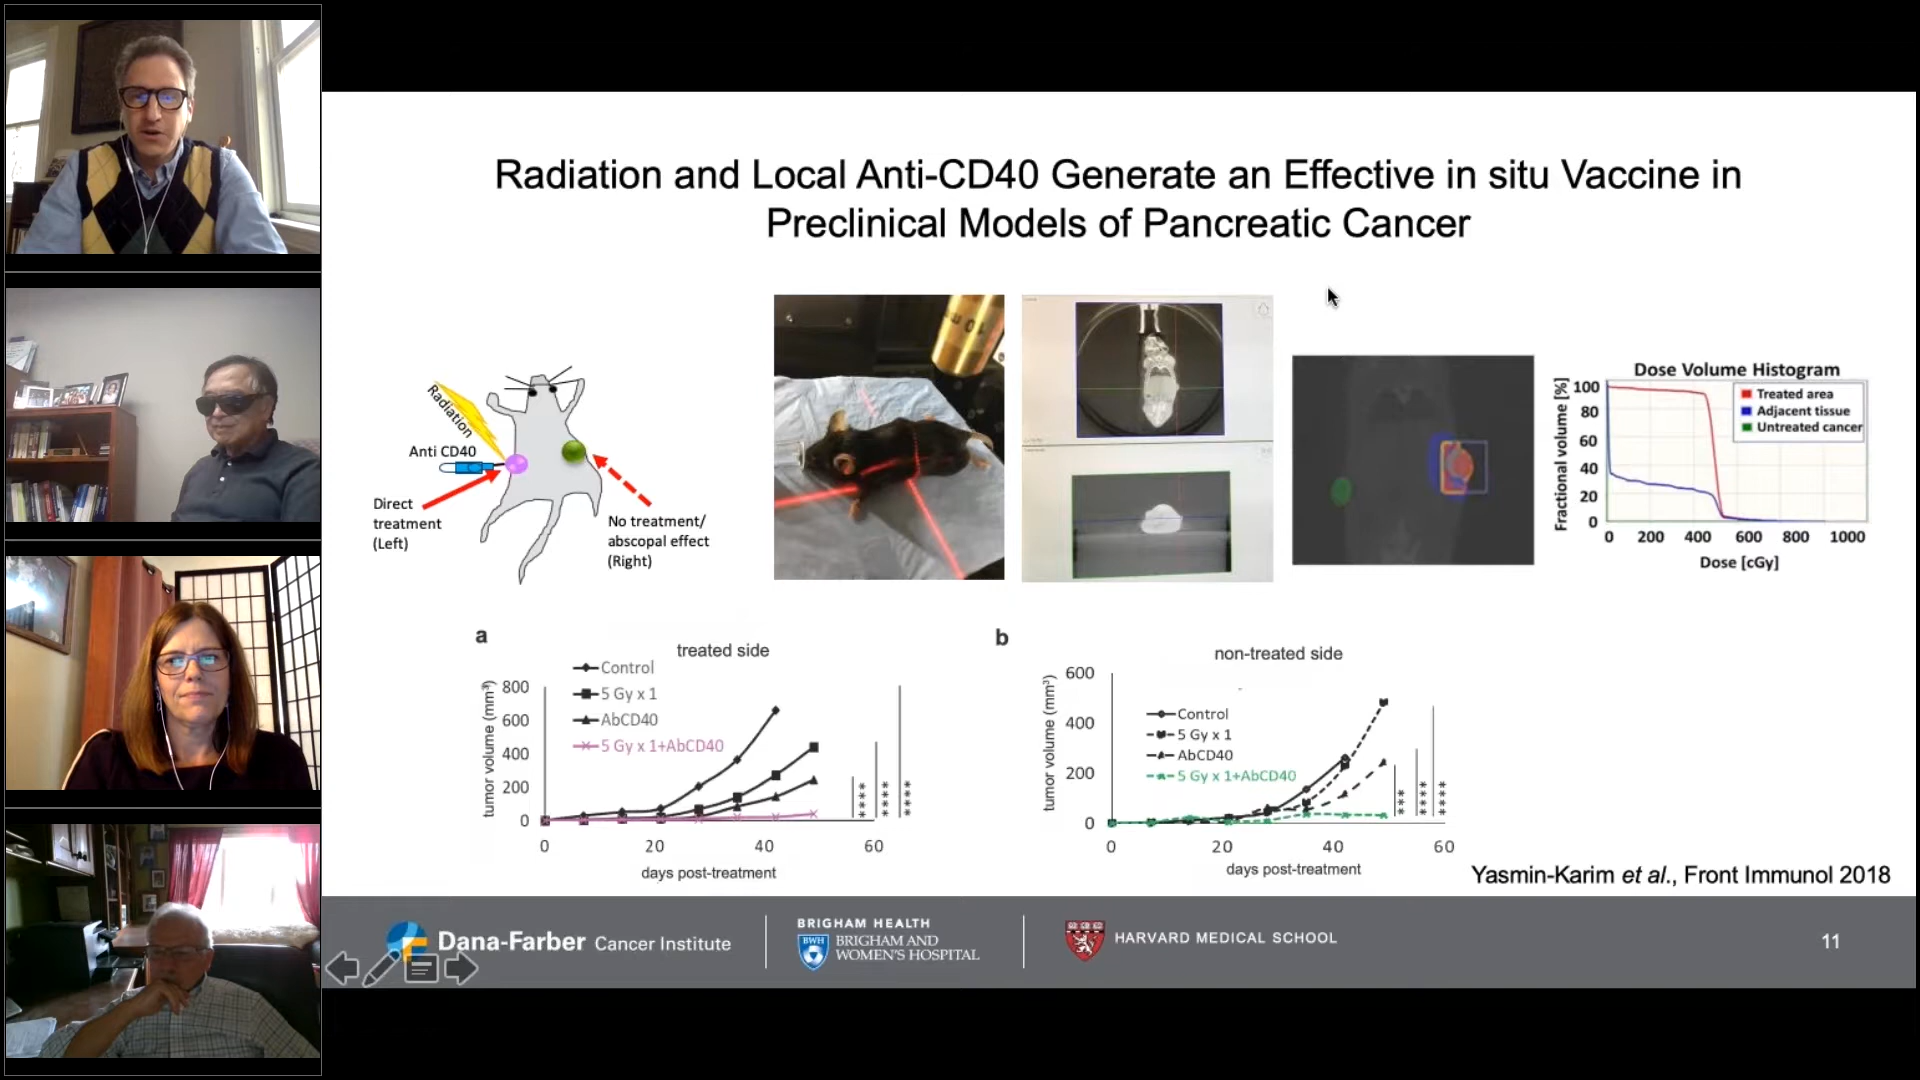 Radiation and Local Anti-CD40 Generate an Effective in situ Vaccine in
Preclinical Models of Pancreatic Cancer
Radiation
Anti CD40
Direct
treatment
(Left)
No treatment/
abscopal effect
(Right)
Dose Volume Histogram
Fractional volume [%]
100
80
60
40
20
0
Treated area
Adjacent tissue
Untreated cancer
0 200 400 600 800 1000
Dose [cGy]
a
treated side
Control
5 Gy x 1
AbCD40
5 Gy x 1+AbCD40
tumor volume (mm³)
800
600
400
200
0
****
****
****
0 20 40 60
days post-treatment
b
non-treated side
Control
5 Gy x 1
AbCD40
5 Gy x 1+AbCD40
tumor volume (mm³)
600
400
200
0
***
****
****
0 20 40 60
days post-treatment
Yasmin-Karim et al., Front Immunol 2018
Dana-Farber Cancer Institute
BRIGHAM HEALTH
BWH
BRIGHAM AND
WOMEN'S HOSPITAL
HARVARD MEDICAL SCHOOL
11